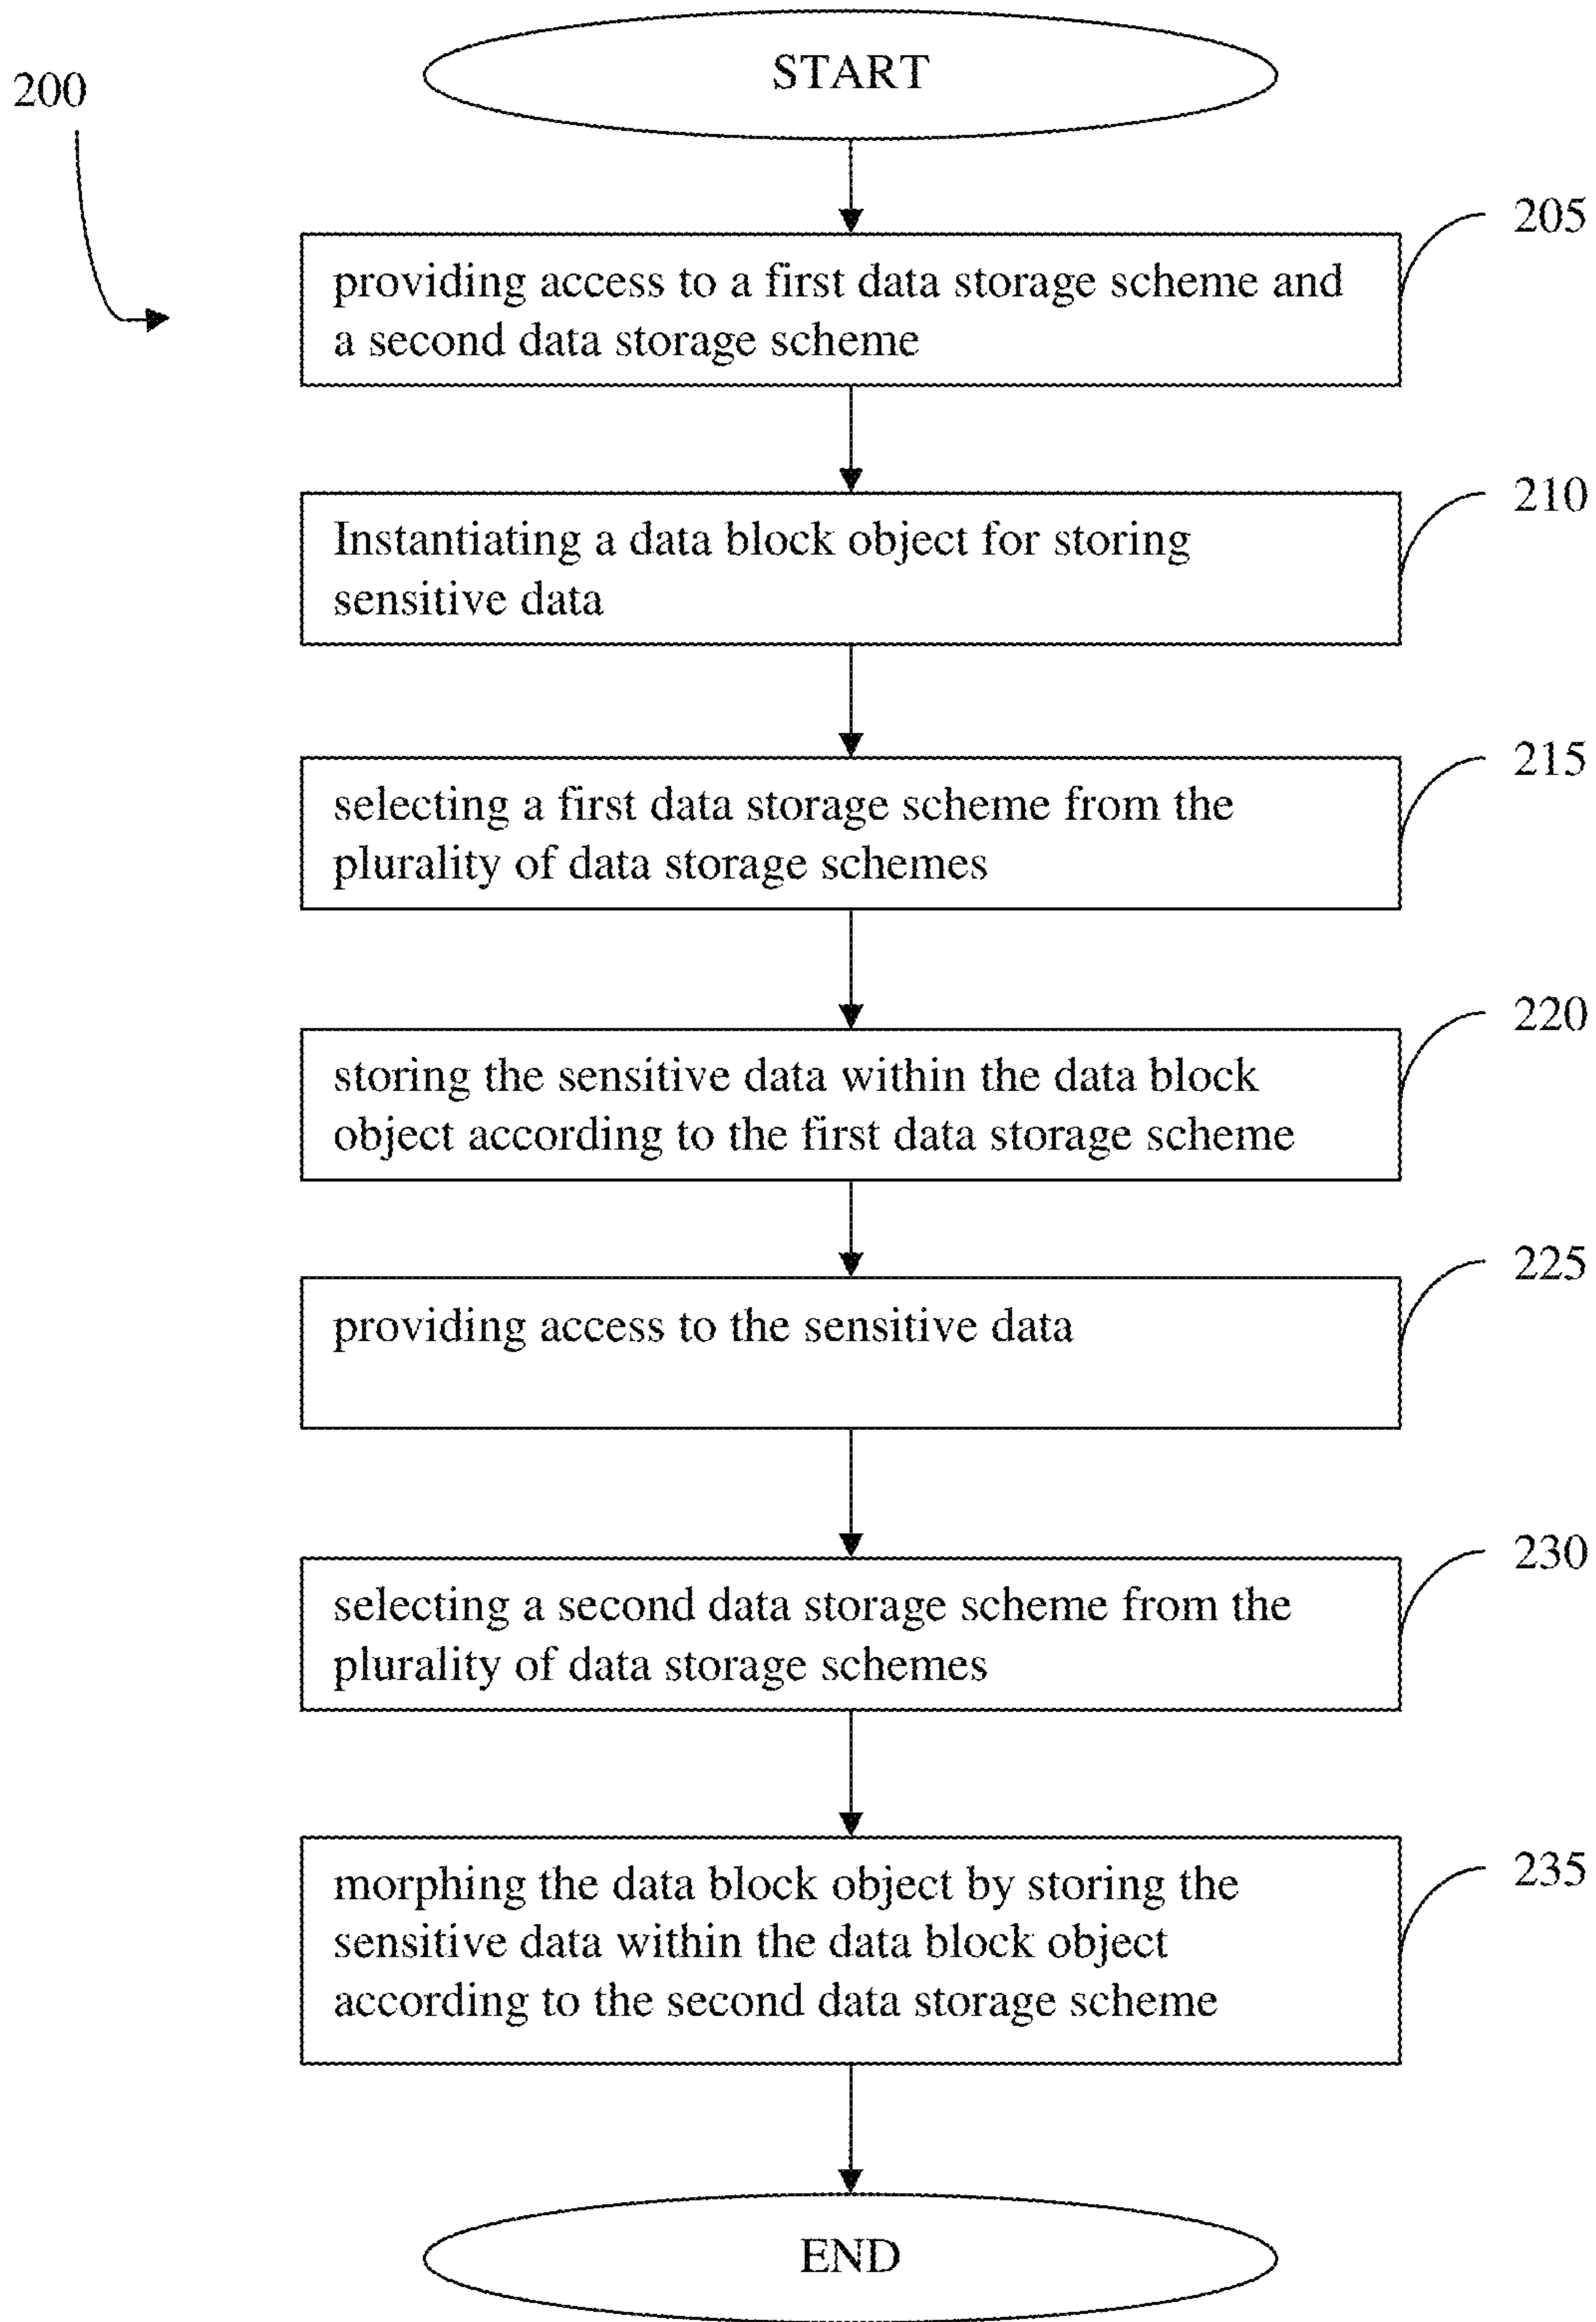 START
200
205
providing access to a first data storage scheme and
a second data storage scheme
210
Instantiating a data block object for storing
sensitive data
215
selecting a first data storage scheme from the
plurality of data storage schemes
220
storing the sensitive data within the data block
object according to the first data storage scheme
225
providing access to the sensitive data
230
selecting a second data storage scheme from the
plurality of data storage schemes
235
morphing the data block object by storing the
sensitive data within the data block object
according to the second data storage scheme
END